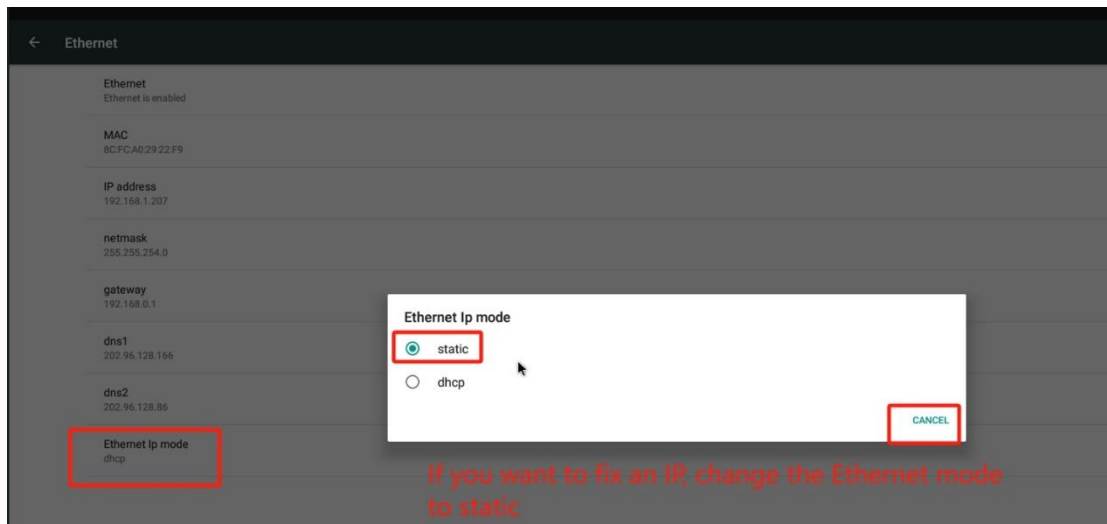 Ethernet
Ethernet
Ethernet is enabled
MAC
8C:FC:A0:29:22:F9
IP address
192.168.1.207
netmask
255.255.254.0
gateway
192.168.0.1
dns1
202.96.128.166
dns2
202.96.128.86
Ethernet Ip mode
dhcp
Ethernet Ip mode
static
dhcp
CANCEL
If you want to fix an IP, change the Ethernet mode
to static